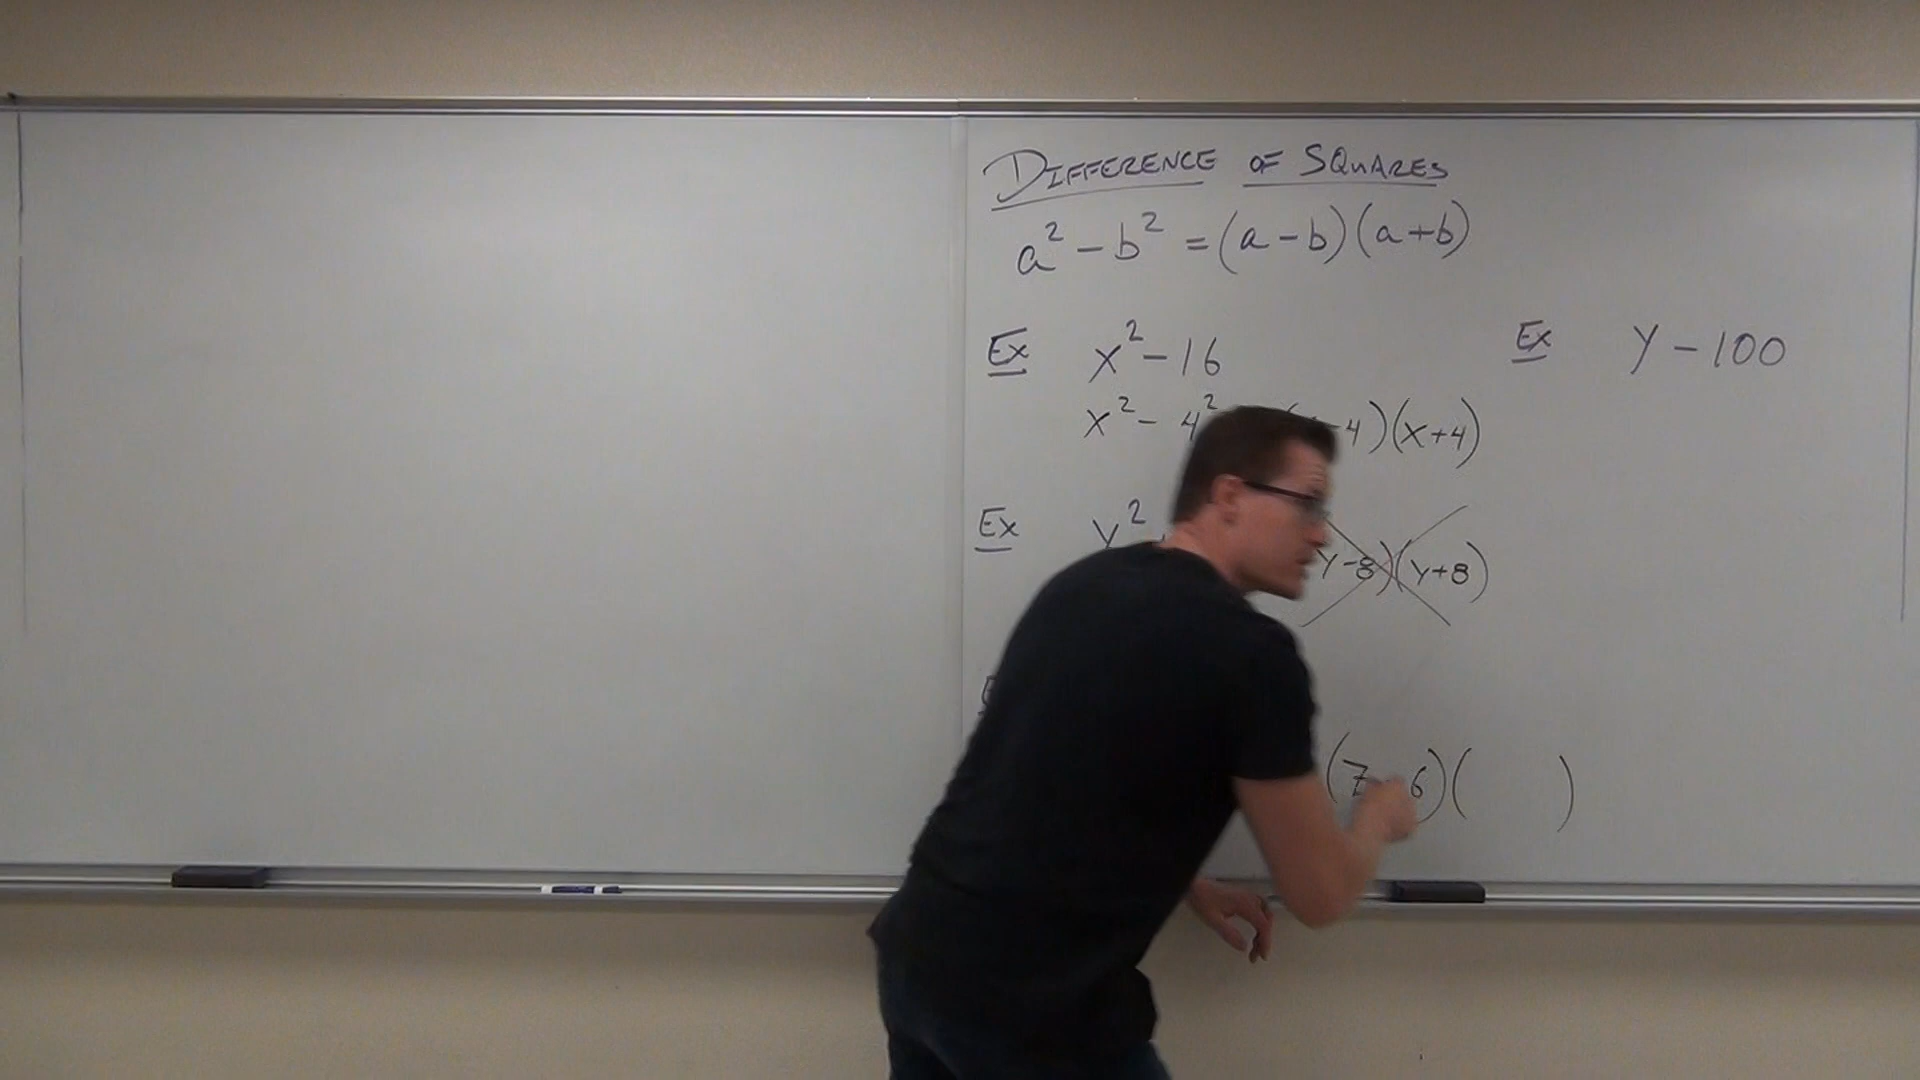 DIFFERENCE OF SQUARES
a² - b² = (a - b)(a + b)
Ex x² - 16
x² - 4² - 4)(x + 4)
Ex y² y - 8)(y + 8)
(7 6)( )
Ex y - 100